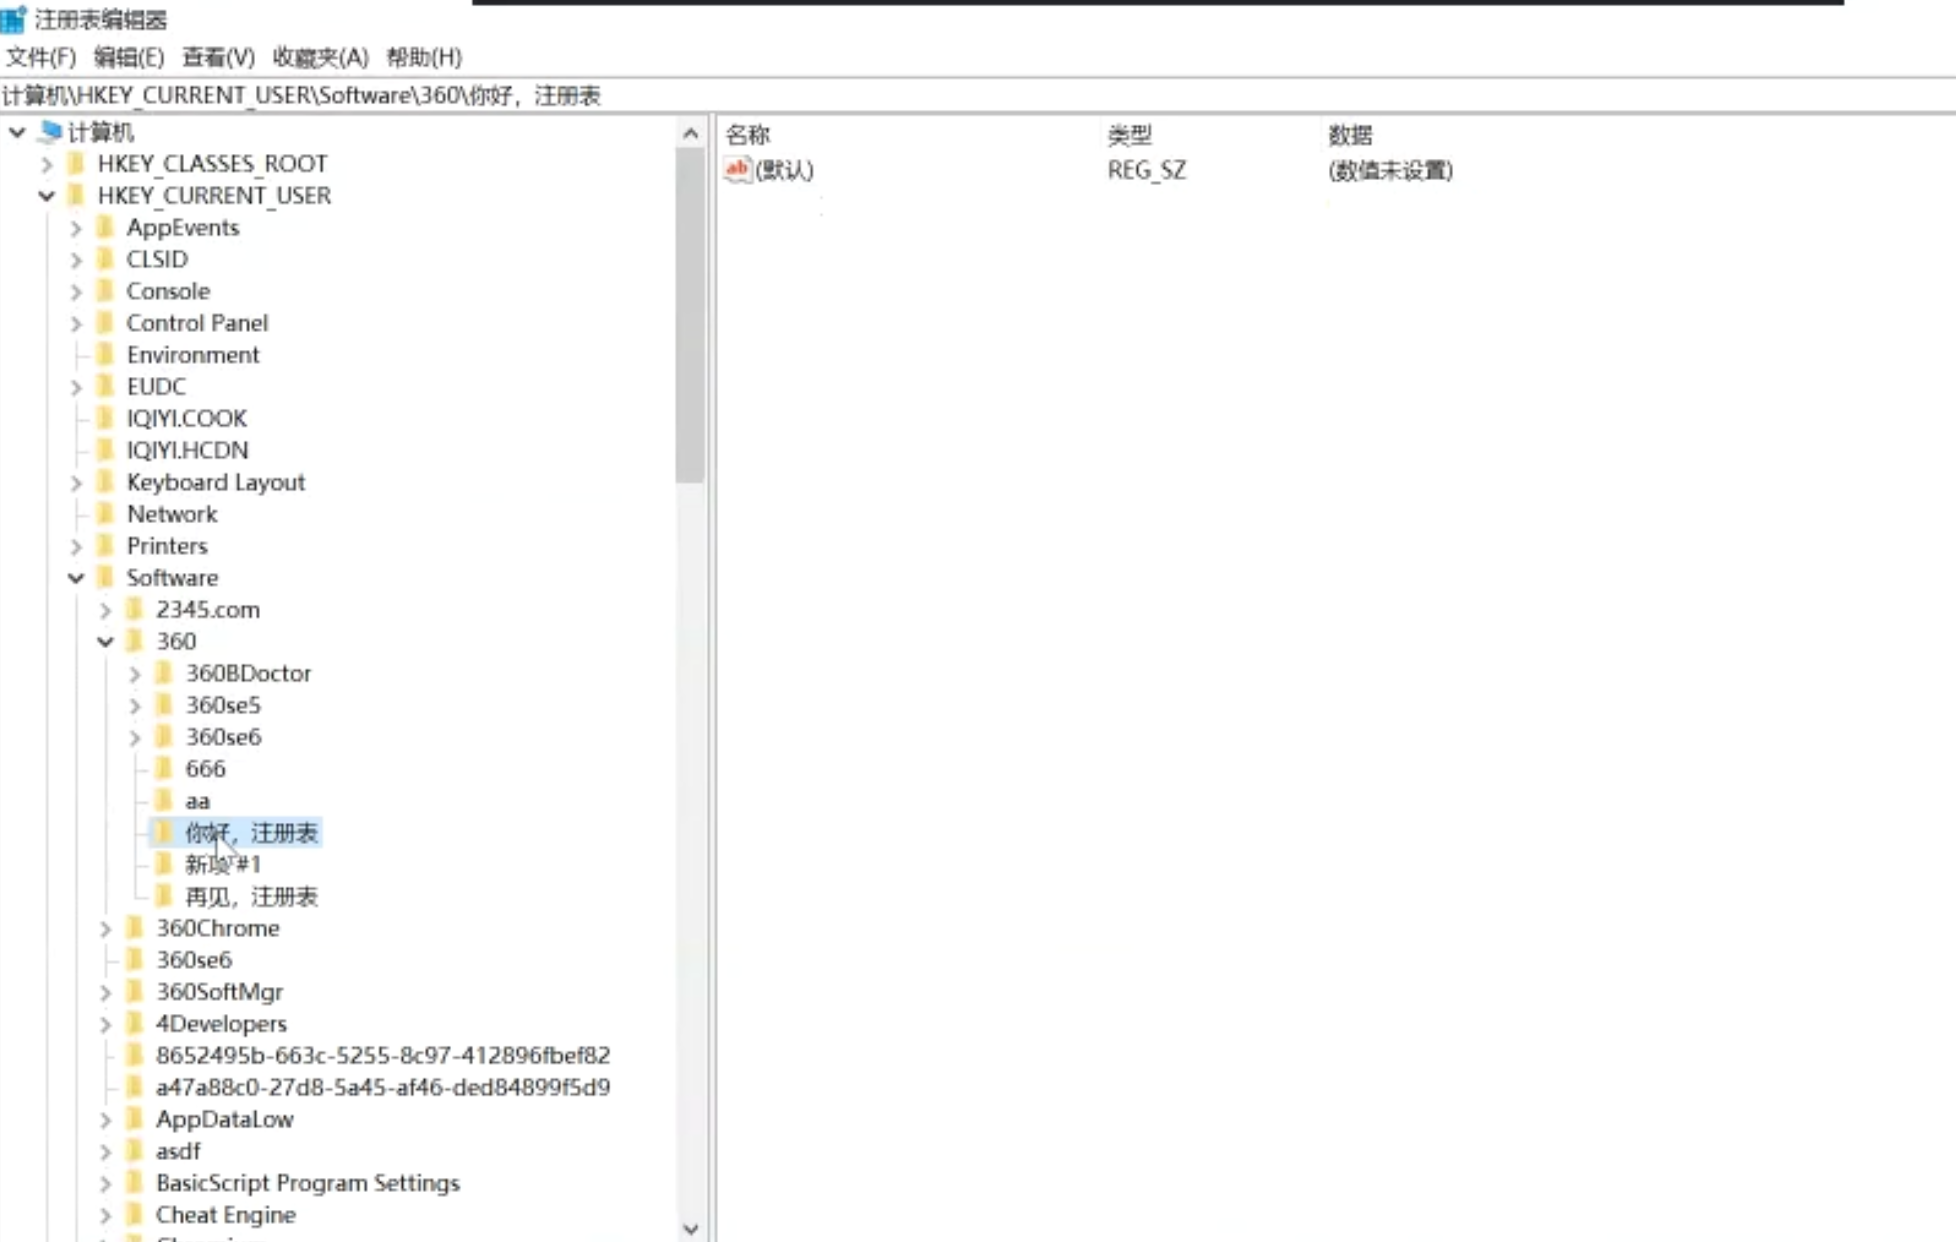 注册表编辑器
文件(F) 编辑(E) 查看(V) 收藏夹(A) 帮助(H)
计算机\HKEY_CURRENT_USER\Software\360\你好，注册表
计算机
HKEY_CLASSES_ROOT
HKEY_CURRENT_USER
AppEvents
CLSID
Console
Control Panel
Environment
EUDC
IQIYI.COOK
IQIYI.HCDN
Keyboard Layout
Network
Printers
Software
2345.com
360
360BDoctor
360se5
360se6
666
aa
你好，注册表
新项 #1
再见，注册表
360Chrome
360se6
360SoftMgr
4Developers
8652495b-663c-5255-8c97-412896fbef82
a47a88c0-27d8-5a45-af46-ded84899f5d9
AppDataLow
asdf
BasicScript Program Settings
Cheat Engine
名称 类型 数据
ab (默认) REG_SZ (数值未设置)